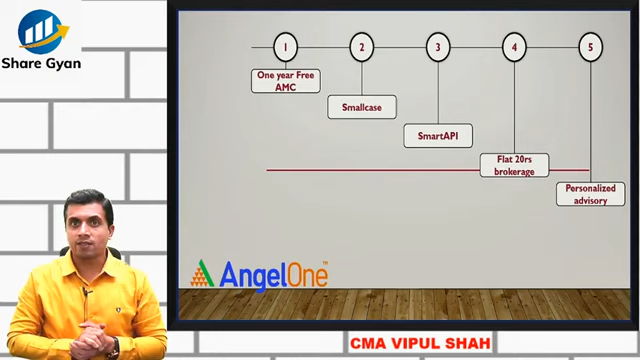 Share Gyan
1 2 3 4 5
One year Free
AMC
Smallcase
SmartAPI
Flat 20rs
brokerage
Personalized
advisory
AngelOne™
CMA VIPUL SHAH